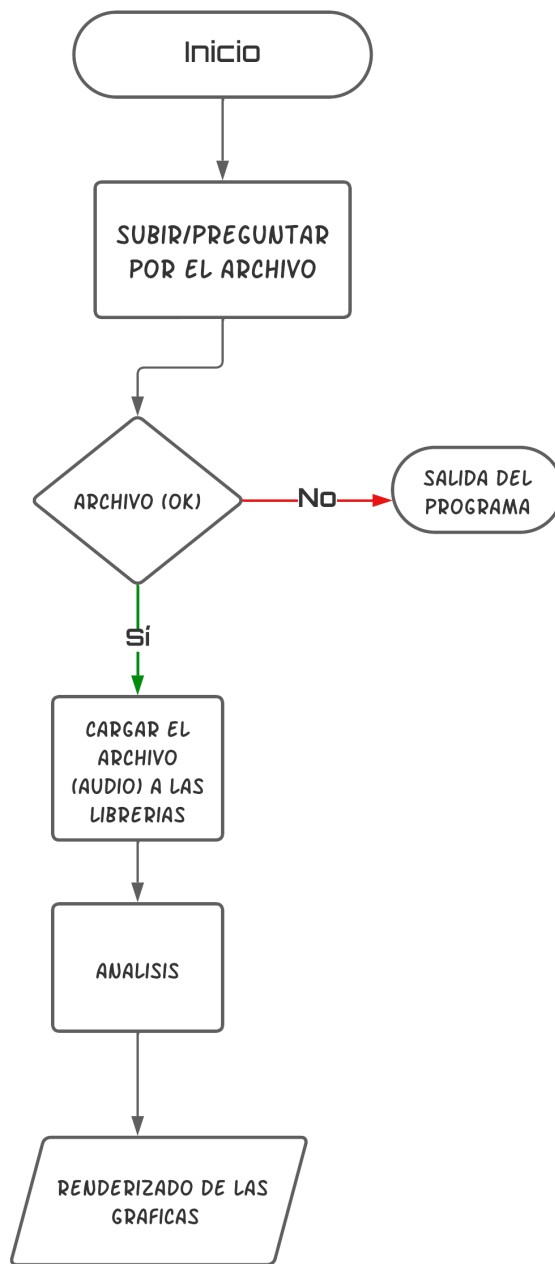 Inicio
SUBIR/PREGUNTAR
POR EL ARCHIVO
ARCHIVO (OK)
No
SALIDA DEL
PROGRAMA
Sí
CARGAR EL
ARCHIVO
(AUDIO) A LAS
LIBRERIAS
ANALISIS
RENDERIZADO DE LAS
GRAFICAS